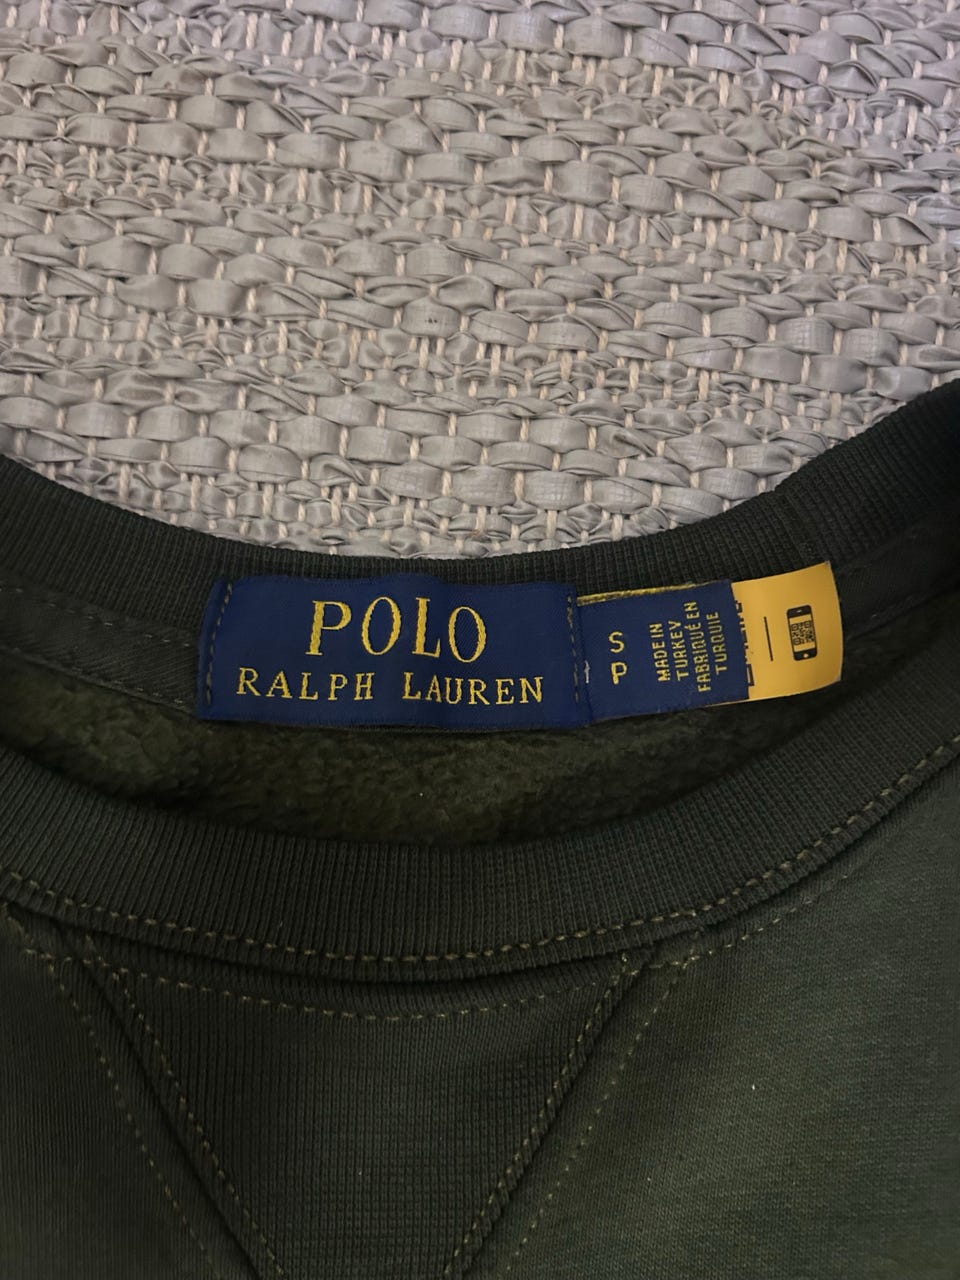 POLO
RALPH LAUREN
S
P
MADE IN
TURKEY
FABRIQUÉ EN
TURQUIE